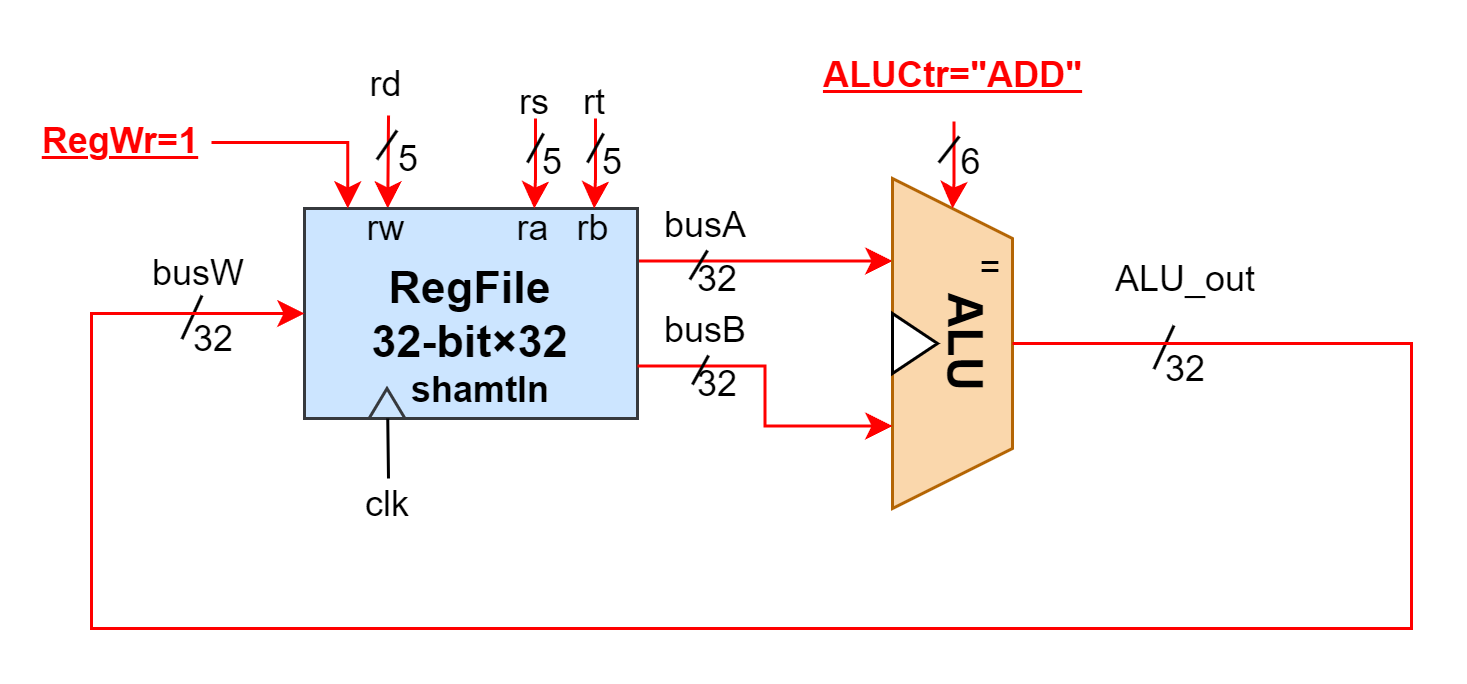 ALUCtr="ADD"
rd
rs
rt
RegWr=1
5
5
5
6
rw
ra
rb
busA
32
busW
32
RegFile
32-bit×32
shamtIn
busB
32
=
ALU
ALU_out
32
clk